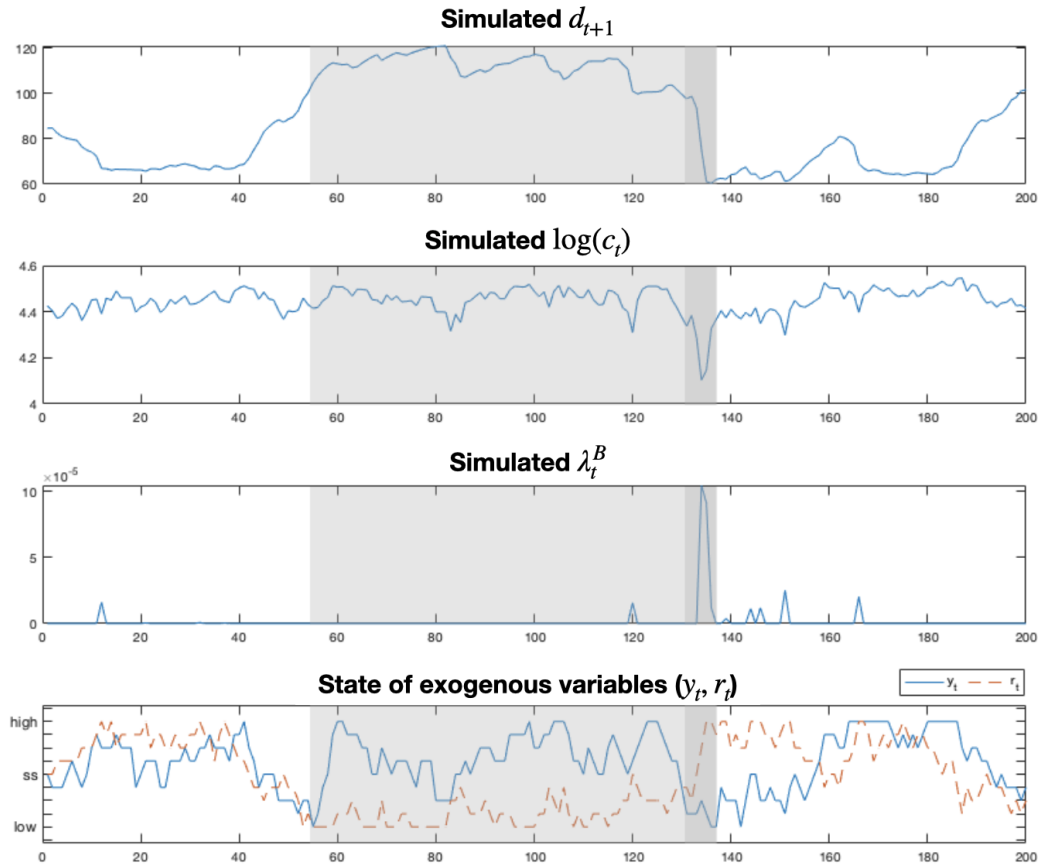 Simulated d_{t+1}
120
100
80
60
0 20 40 60 80 100 120 140 160 180 200
Simulated log(c_t)
4.6
4.4
4.2
4
0 20 40 60 80 100 120 140 160 180 200
Simulated λ_t^B
×10^{-5}
10
5
0
0 20 40 60 80 100 120 140 160 180 200
State of exogenous variables (y_t, r_t)
y_t r_t
high
ss
low
0 20 40 60 80 100 120 140 160 180 200